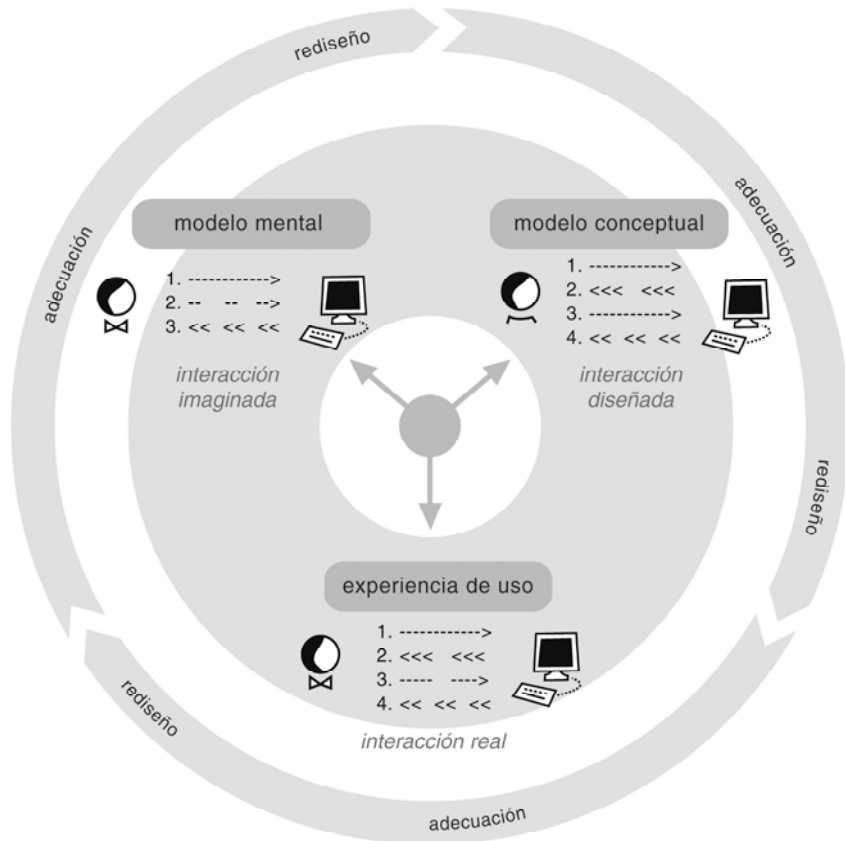 rediseño
adecuación
adecuación
modelo mental
1. ------------>
2. --   --  -->
3. <<  <<  <<
interacción
imaginada
modelo conceptual
1. ------------>
2. <<<   <<<
3. ------------>
4. <<  <<  <<
interacción
diseñada
rediseño
experiencia de uso
1. ------------>
2. <<<   <<<
3. -----   ---->
4. <<  <<  <<
interacción real
rediseño
adecuación